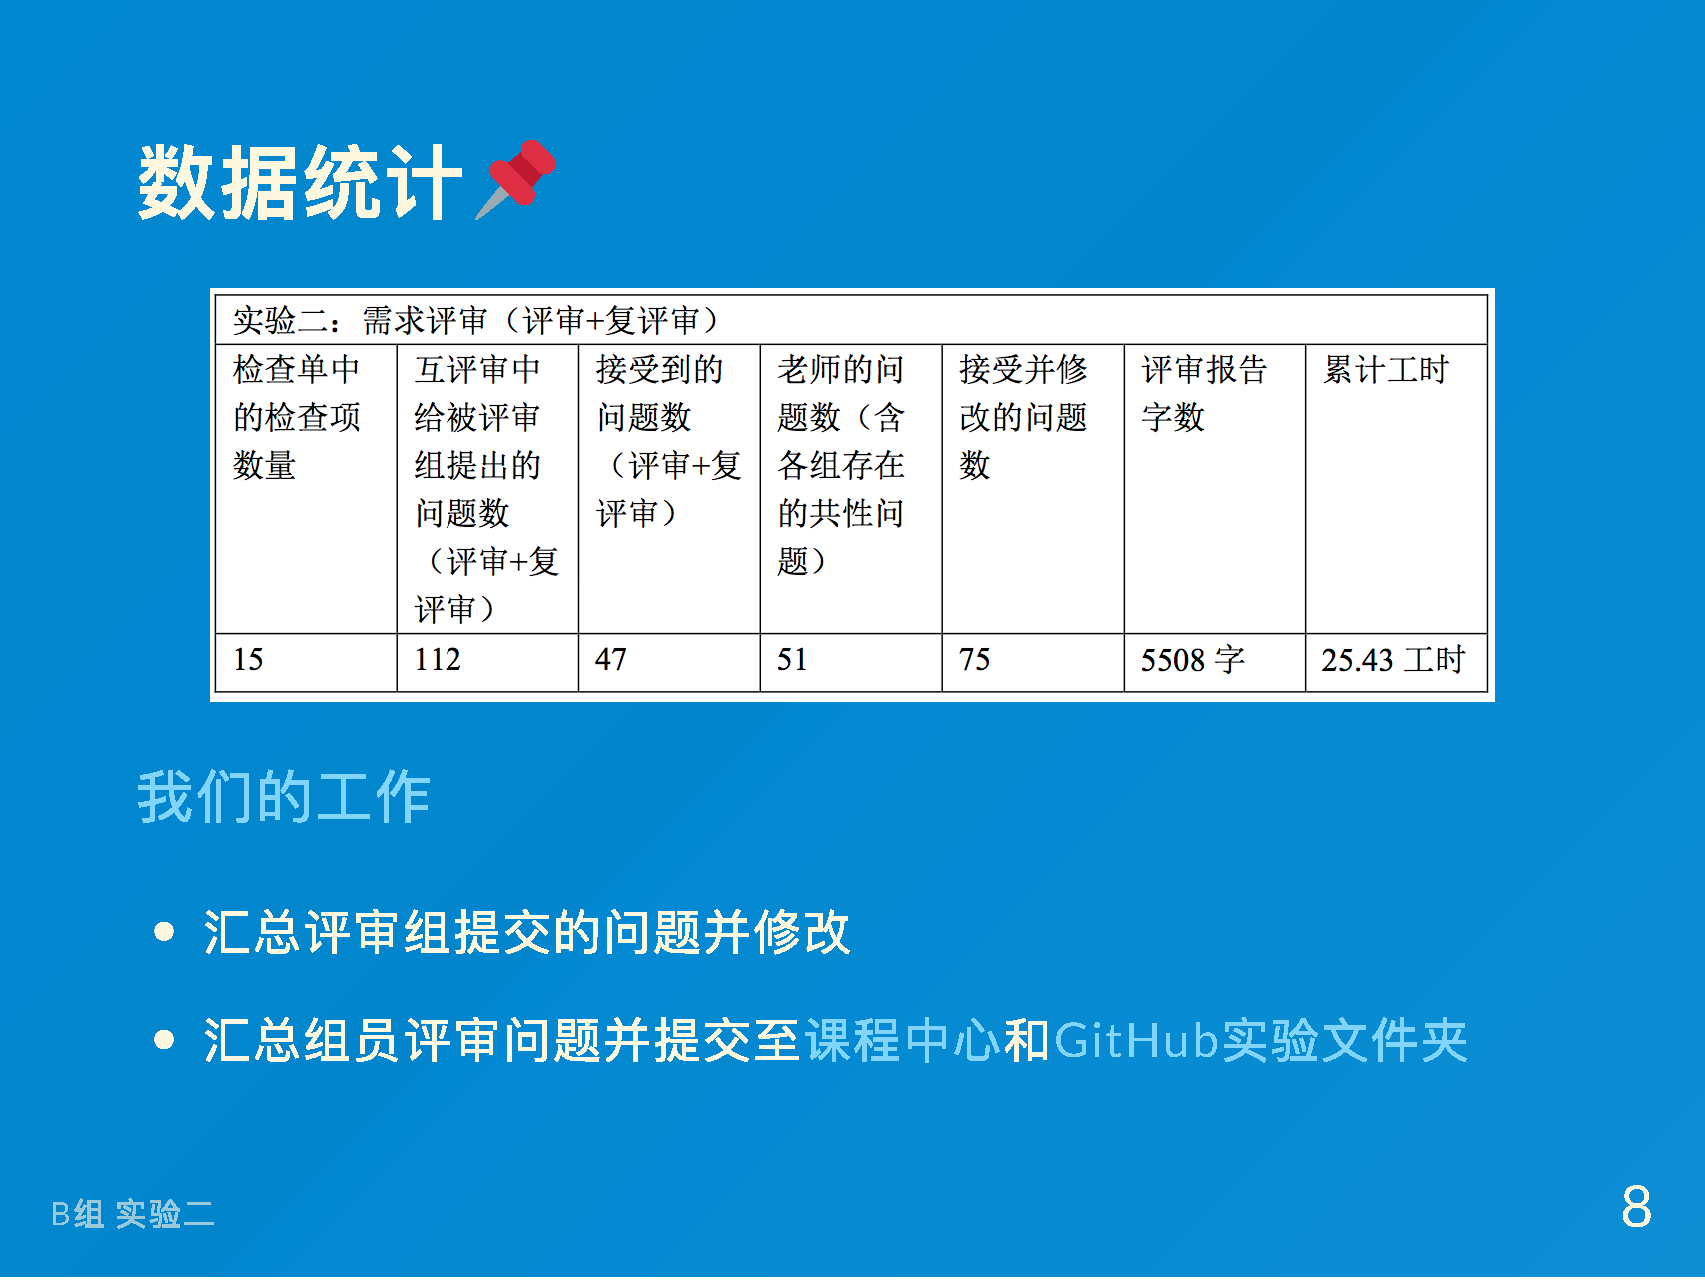 数据统计
实验二：需求评审（评审+复评审）
检查单中
的检查项
数量
互评审中
给被评审
组提出的
问题数
（评审+复
评审）
接受到的
问题数
（评审+复
评审）
老师的问
题数（含
各组存在
的共性问
题）
接受并修
改的问题
数
评审报告
字数
累计工时
15
112
47
51
75
5508 字
25.43 工时
我们的工作
汇总评审组提交的问题并修改
汇总组员评审问题并提交至课程中心和GitHub实验文件夹
B组 实验二
8